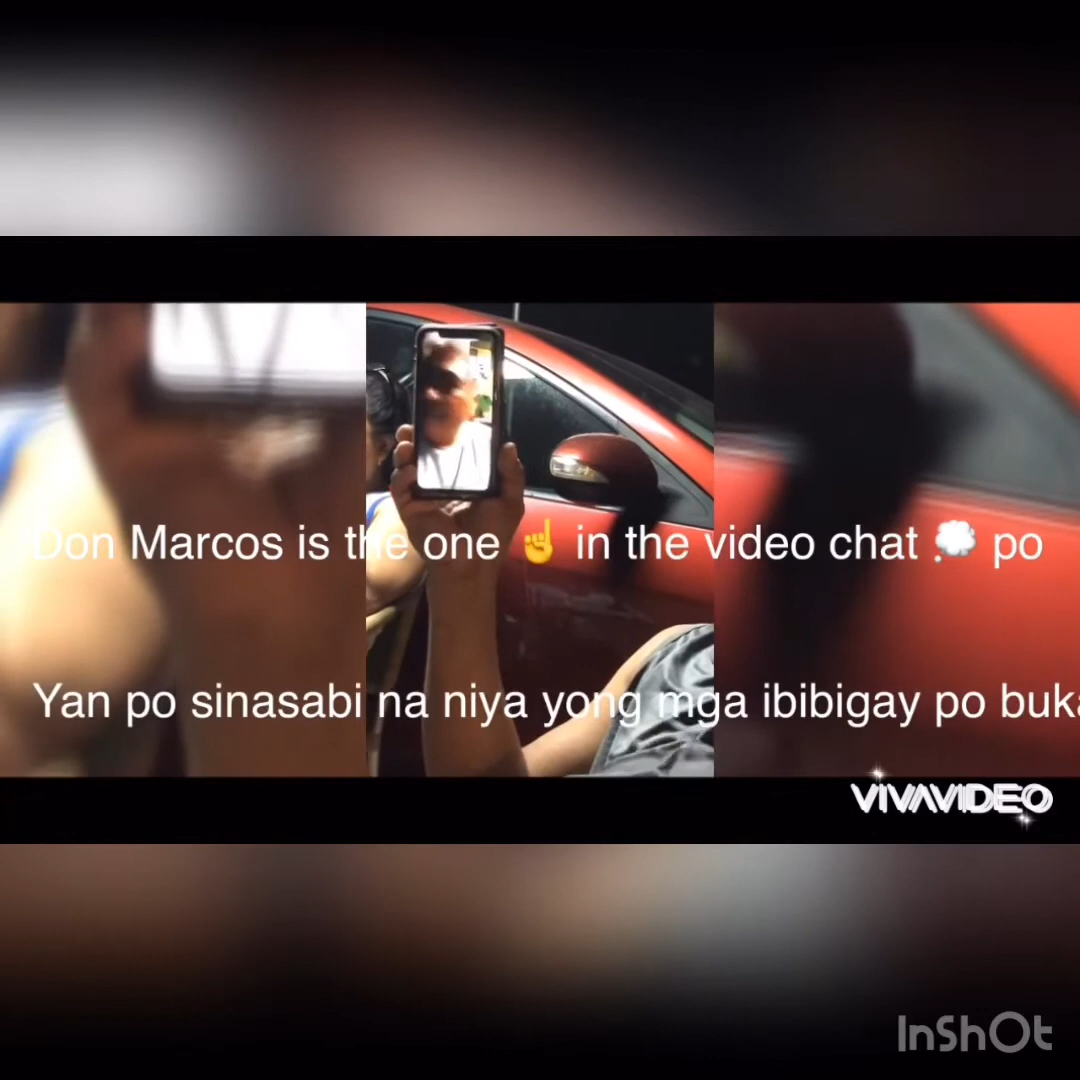 Don Marcos is the one ☝️ in the video chat 💭 po
Yan po sinasabi na niya yong mga ibibigay po buka
VIVAVIDEO
InShOt